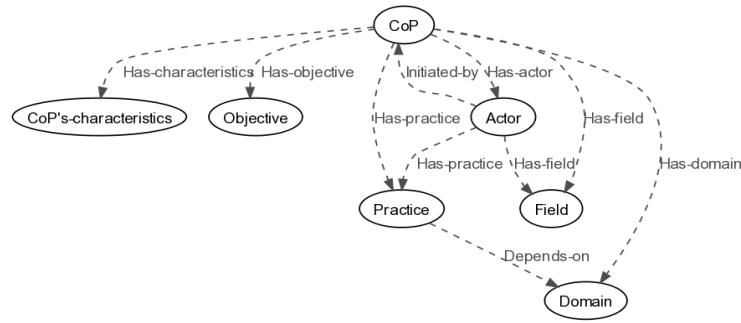 CoP
Has-characteristics
Has-objective
Initiated-by
Has-actor
CoP's-characteristics
Objective
Has-practice
Actor
Has-field
Has-practice
Has-field
Has-domain
Practice
Field
Depends-on
Domain